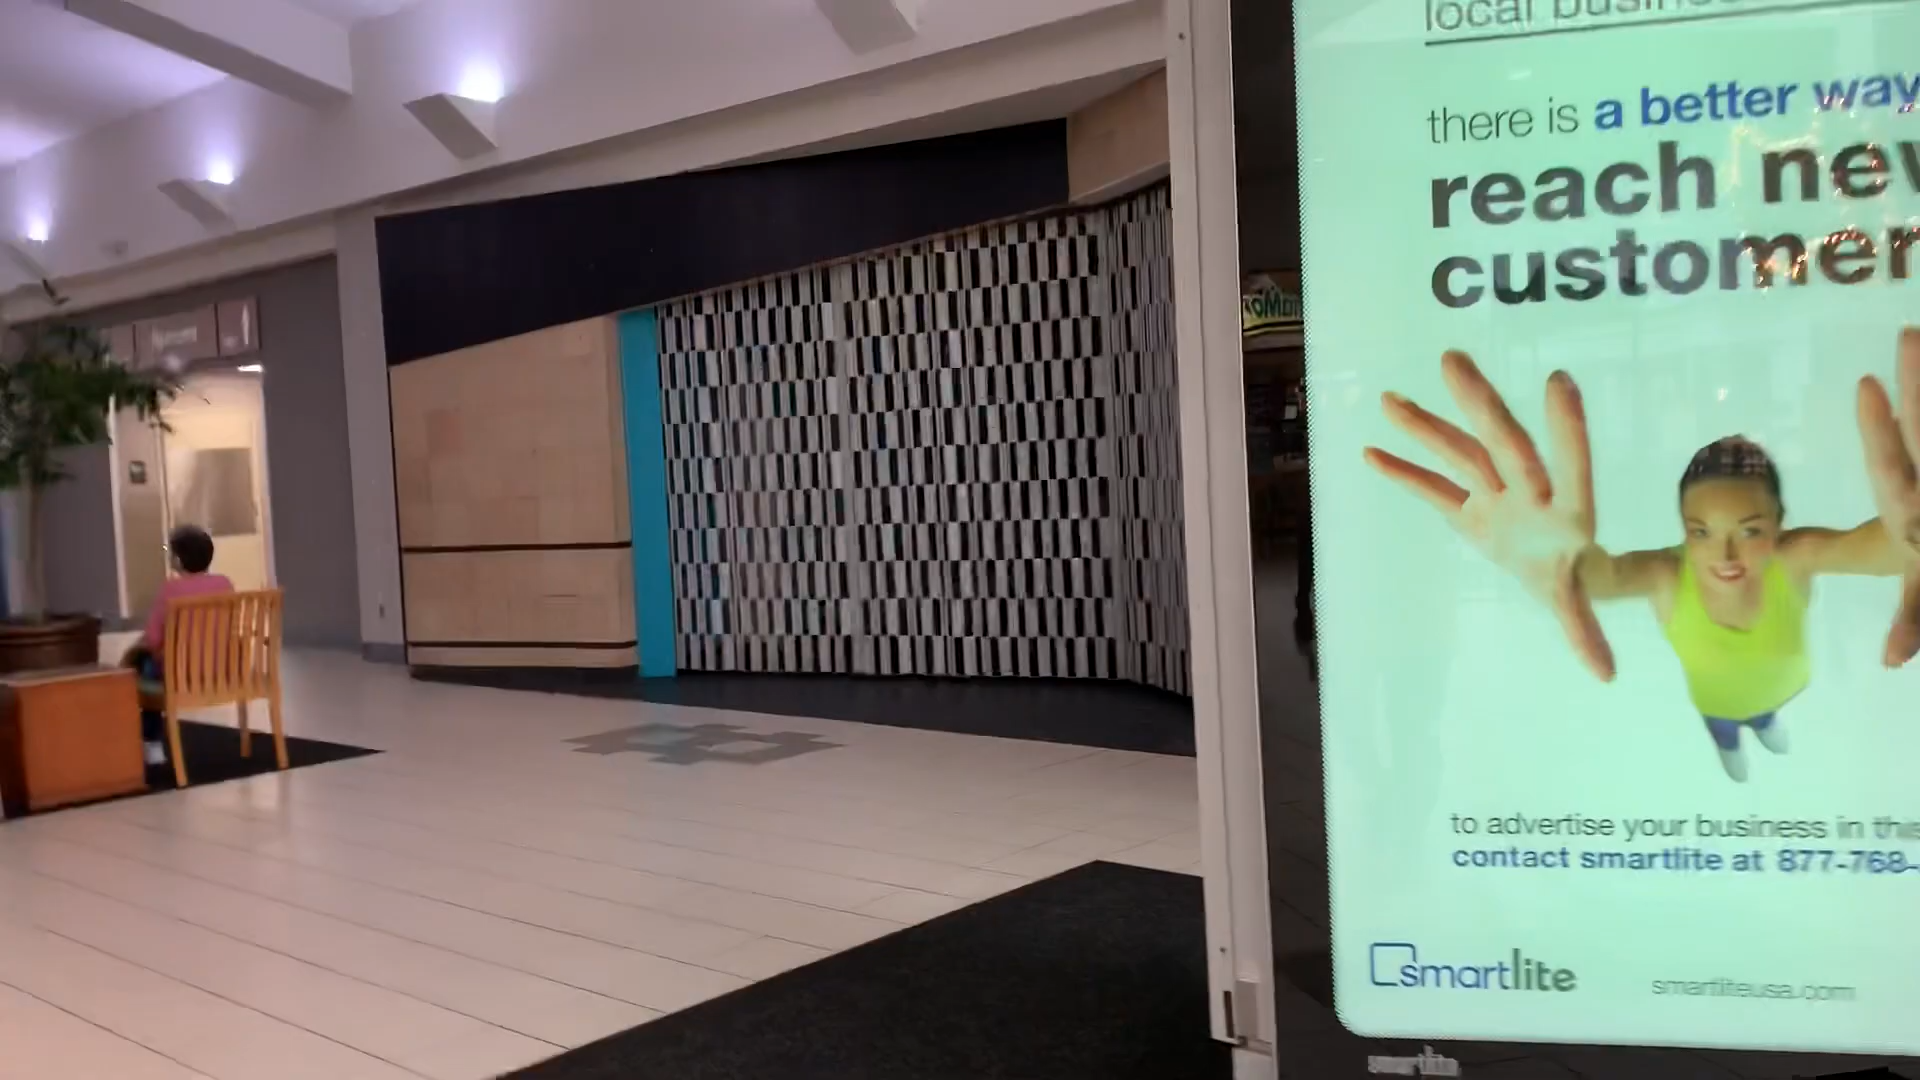 local
there is a better way
reach
customer
to advertise your business in this
contact smartlite at 877-768-
smartlite
smartliteusa.com